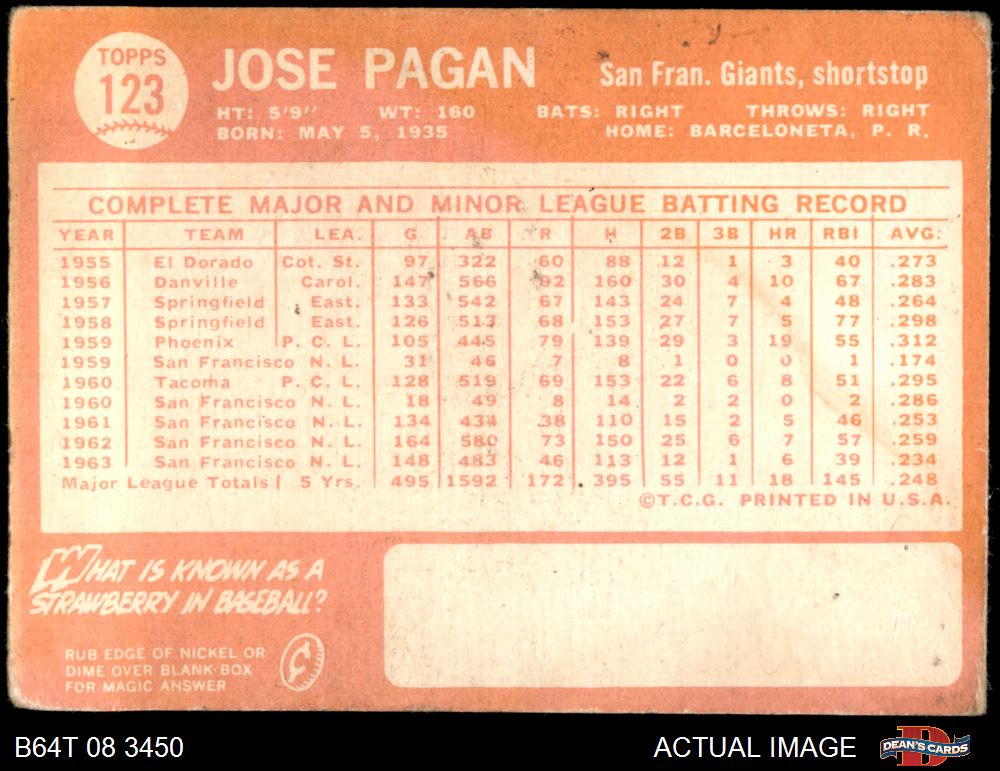 TOPPS
123
JOSE PAGAN
San Fran. Giants, shortstop
HT: 5'9" WT: 160 BATS: RIGHT THROWS: RIGHT
BORN: MAY 5, 1935 HOME: BARCELONETA, P. R.
COMPLETE MAJOR AND MINOR LEAGUE BATTING RECORD
YEAR TEAM LEA. G AB R H 2B 3B HR RBI AVG.
1955 El Dorado Cot. St. 97 322 60 88 12 1 3 40 .273
1956 Danville Carol. 147 566 92 160 30 4 10 67 .283
1957 Springfield East. 133 542 67 143 24 7 4 48 .264
1958 Springfield East. 126 513 68 153 27 7 5 77 .298
1959 Phoenix P. C. L. 105 445 79 139 29 3 19 55 .312
1959 San Francisco N. L. 31 46 7 8 1 0 0 1 .174
1960 Tacoma P. C. L. 128 519 69 153 22 6 8 51 .295
1960 San Francisco N. L. 18 49 8 14 2 2 0 2 .286
1961 San Francisco N. L. 134 434 38 110 15 2 5 46 .253
1962 San Francisco N. L. 164 580 73 150 25 6 7 57 .259
1963 San Francisco N. L. 148 483 46 113 12 1 6 39 .234
Major League Totals 5 Yrs. 495 1592 172 395 55 11 18 145 .248
©T.C.G. PRINTED IN U.S.A.
WHAT IS KNOWN AS A
STRAWBERRY IN BASEBALL?
RUB EDGE OF NICKEL OR
DIME OVER BLANK BOX
FOR MAGIC ANSWER
B64T 08 3450
ACTUAL IMAGE
DEAN'S CARDS